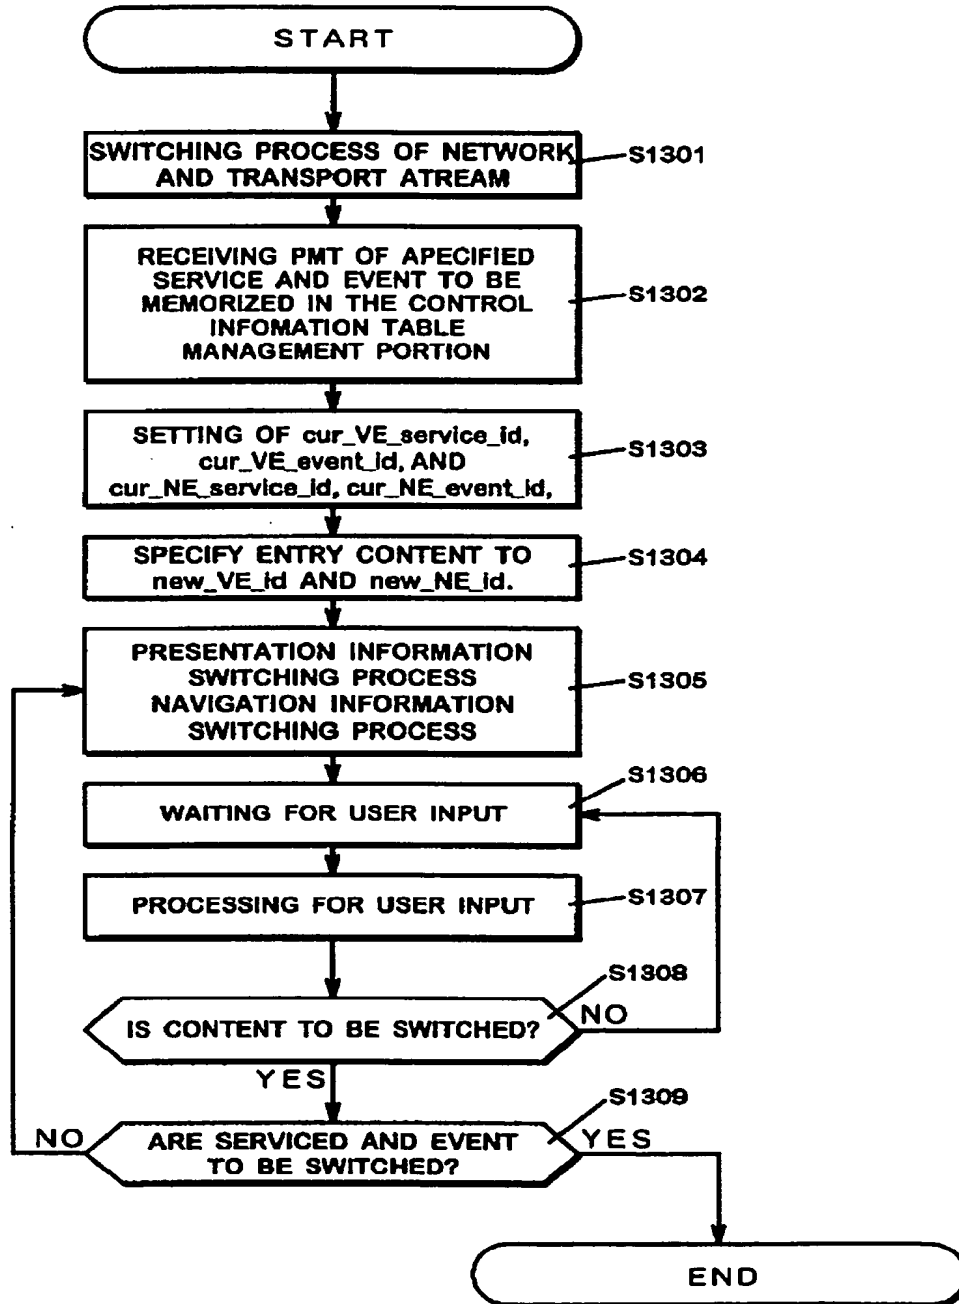 START
SWITCHING PROCESS OF NETWORK
AND TRANSPORT ATREAM
S1301
RECEIVING PMT OF APECIFIED
SERVICE AND EVENT TO BE
MEMORIZED IN THE CONTROL
INFOMATION TABLE
MANAGEMENT PORTION
S1302
SETTING OF cur_VE_service_id,
cur_VE_event_id, AND
cur_NE_service_id, cur_NE_event_id,
S1303
SPECIFY ENTRY CONTENT TO
new_VE_id AND new_NE_id.
S1304
PRESENTATION INFORMATION
SWITCHING PROCESS
NAVIGATION INFORMATION
SWITCHING PROCESS
S1305
S1306
WAITING FOR USER INPUT
PROCESSING FOR USER INPUT
S1307
S1308
IS CONTENT TO BE SWITCHED?
NO
YES
S1309
NO
ARE SERVICED AND EVENT
TO BE SWITCHED?
YES
END